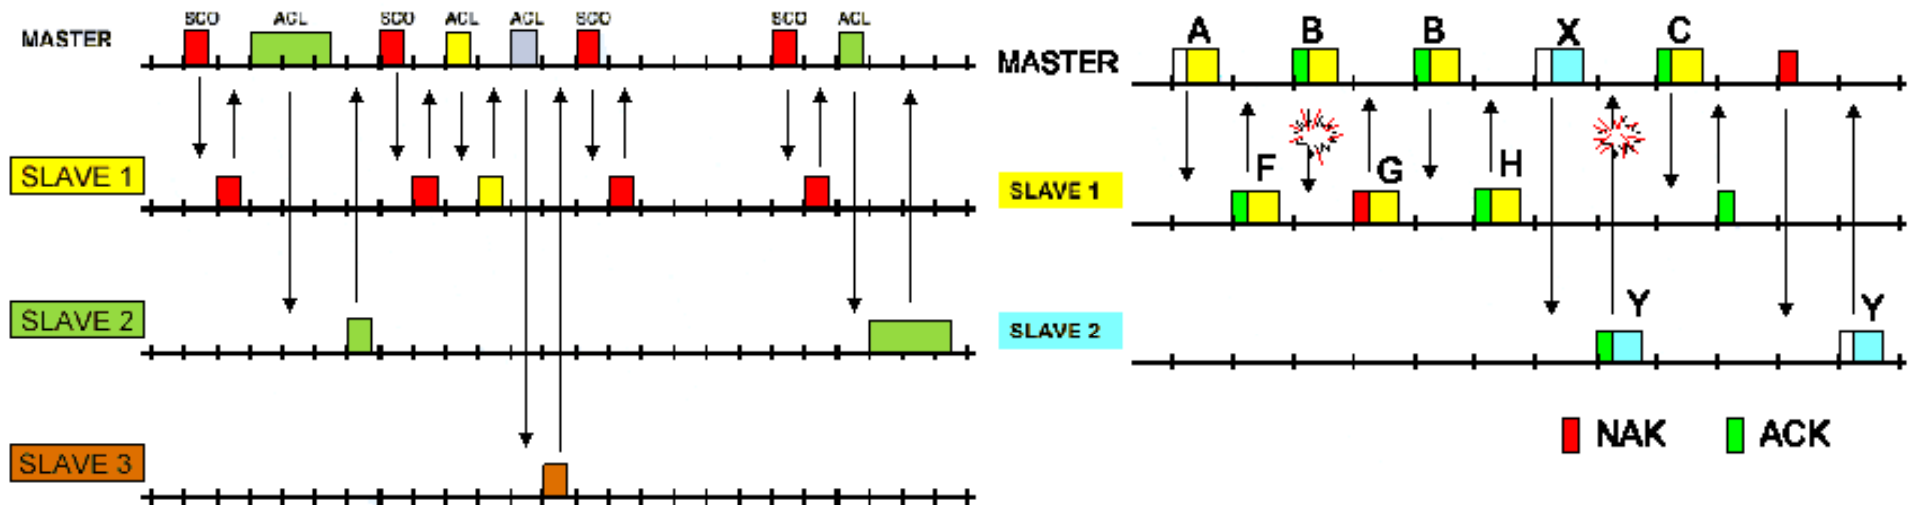 SCO ACL SCO ACL ACL SCO SCO ACL
MASTER
SLAVE 1
SLAVE 2
SLAVE 3
A B B X C
MASTER
F G H
SLAVE 1
Y Y
SLAVE 2
NAK ACK